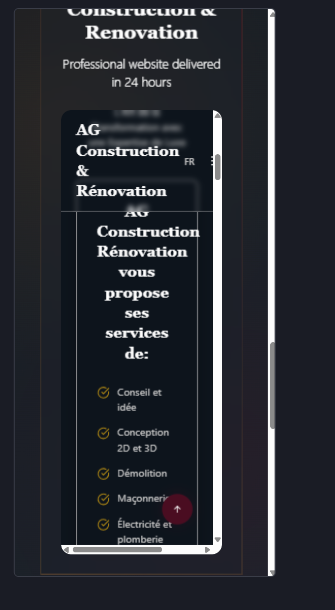 Construction &
Renovation
Professional website delivered
in 24 hours
AG
Construction
&
Rénovation
FR
AG
Construction
Rénovation
vous
propose
ses
services
de:
Conseil et
idée
Conception
2D et 3D
Démolition
Maçonnerie
Électricité et
plomberie